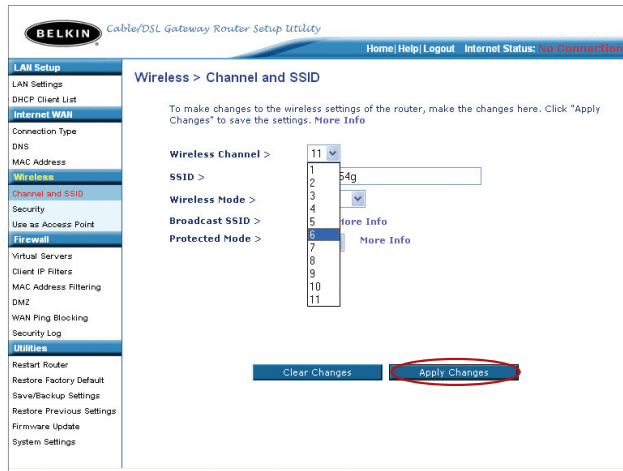 BELKIN Cable/DSL Gateway Router Setup Utility
Home| Help| Logout Internet Status: No Connection
LAN Setup
LAN Settings
DHCP Client List
Internet WAN
Connection Type
DNS
MAC Address
Wireless
Channel and SSID
Security
Use as Access Point
Firewall
Virtual Servers
Client IP Filters
MAC Address Filtering
DMZ
WAN Ping Blocking
Security Log
Utilities
Restart Router
Restore Factory Default
Save/Backup Settings
Restore Previous Settings
Firmware Update
System Settings
Wireless > Channel and SSID
To make changes to the wireless settings of the router, make the changes here. Click "Apply
Changes" to save the settings. More Info
Wireless Channel > 11
SSID > 54g
Wireless Mode >
Broadcast SSID > More Info
Protected Mode > More Info
1
2
3
4
5
6
7
8
9
10
11
Clear Changes Apply Changes